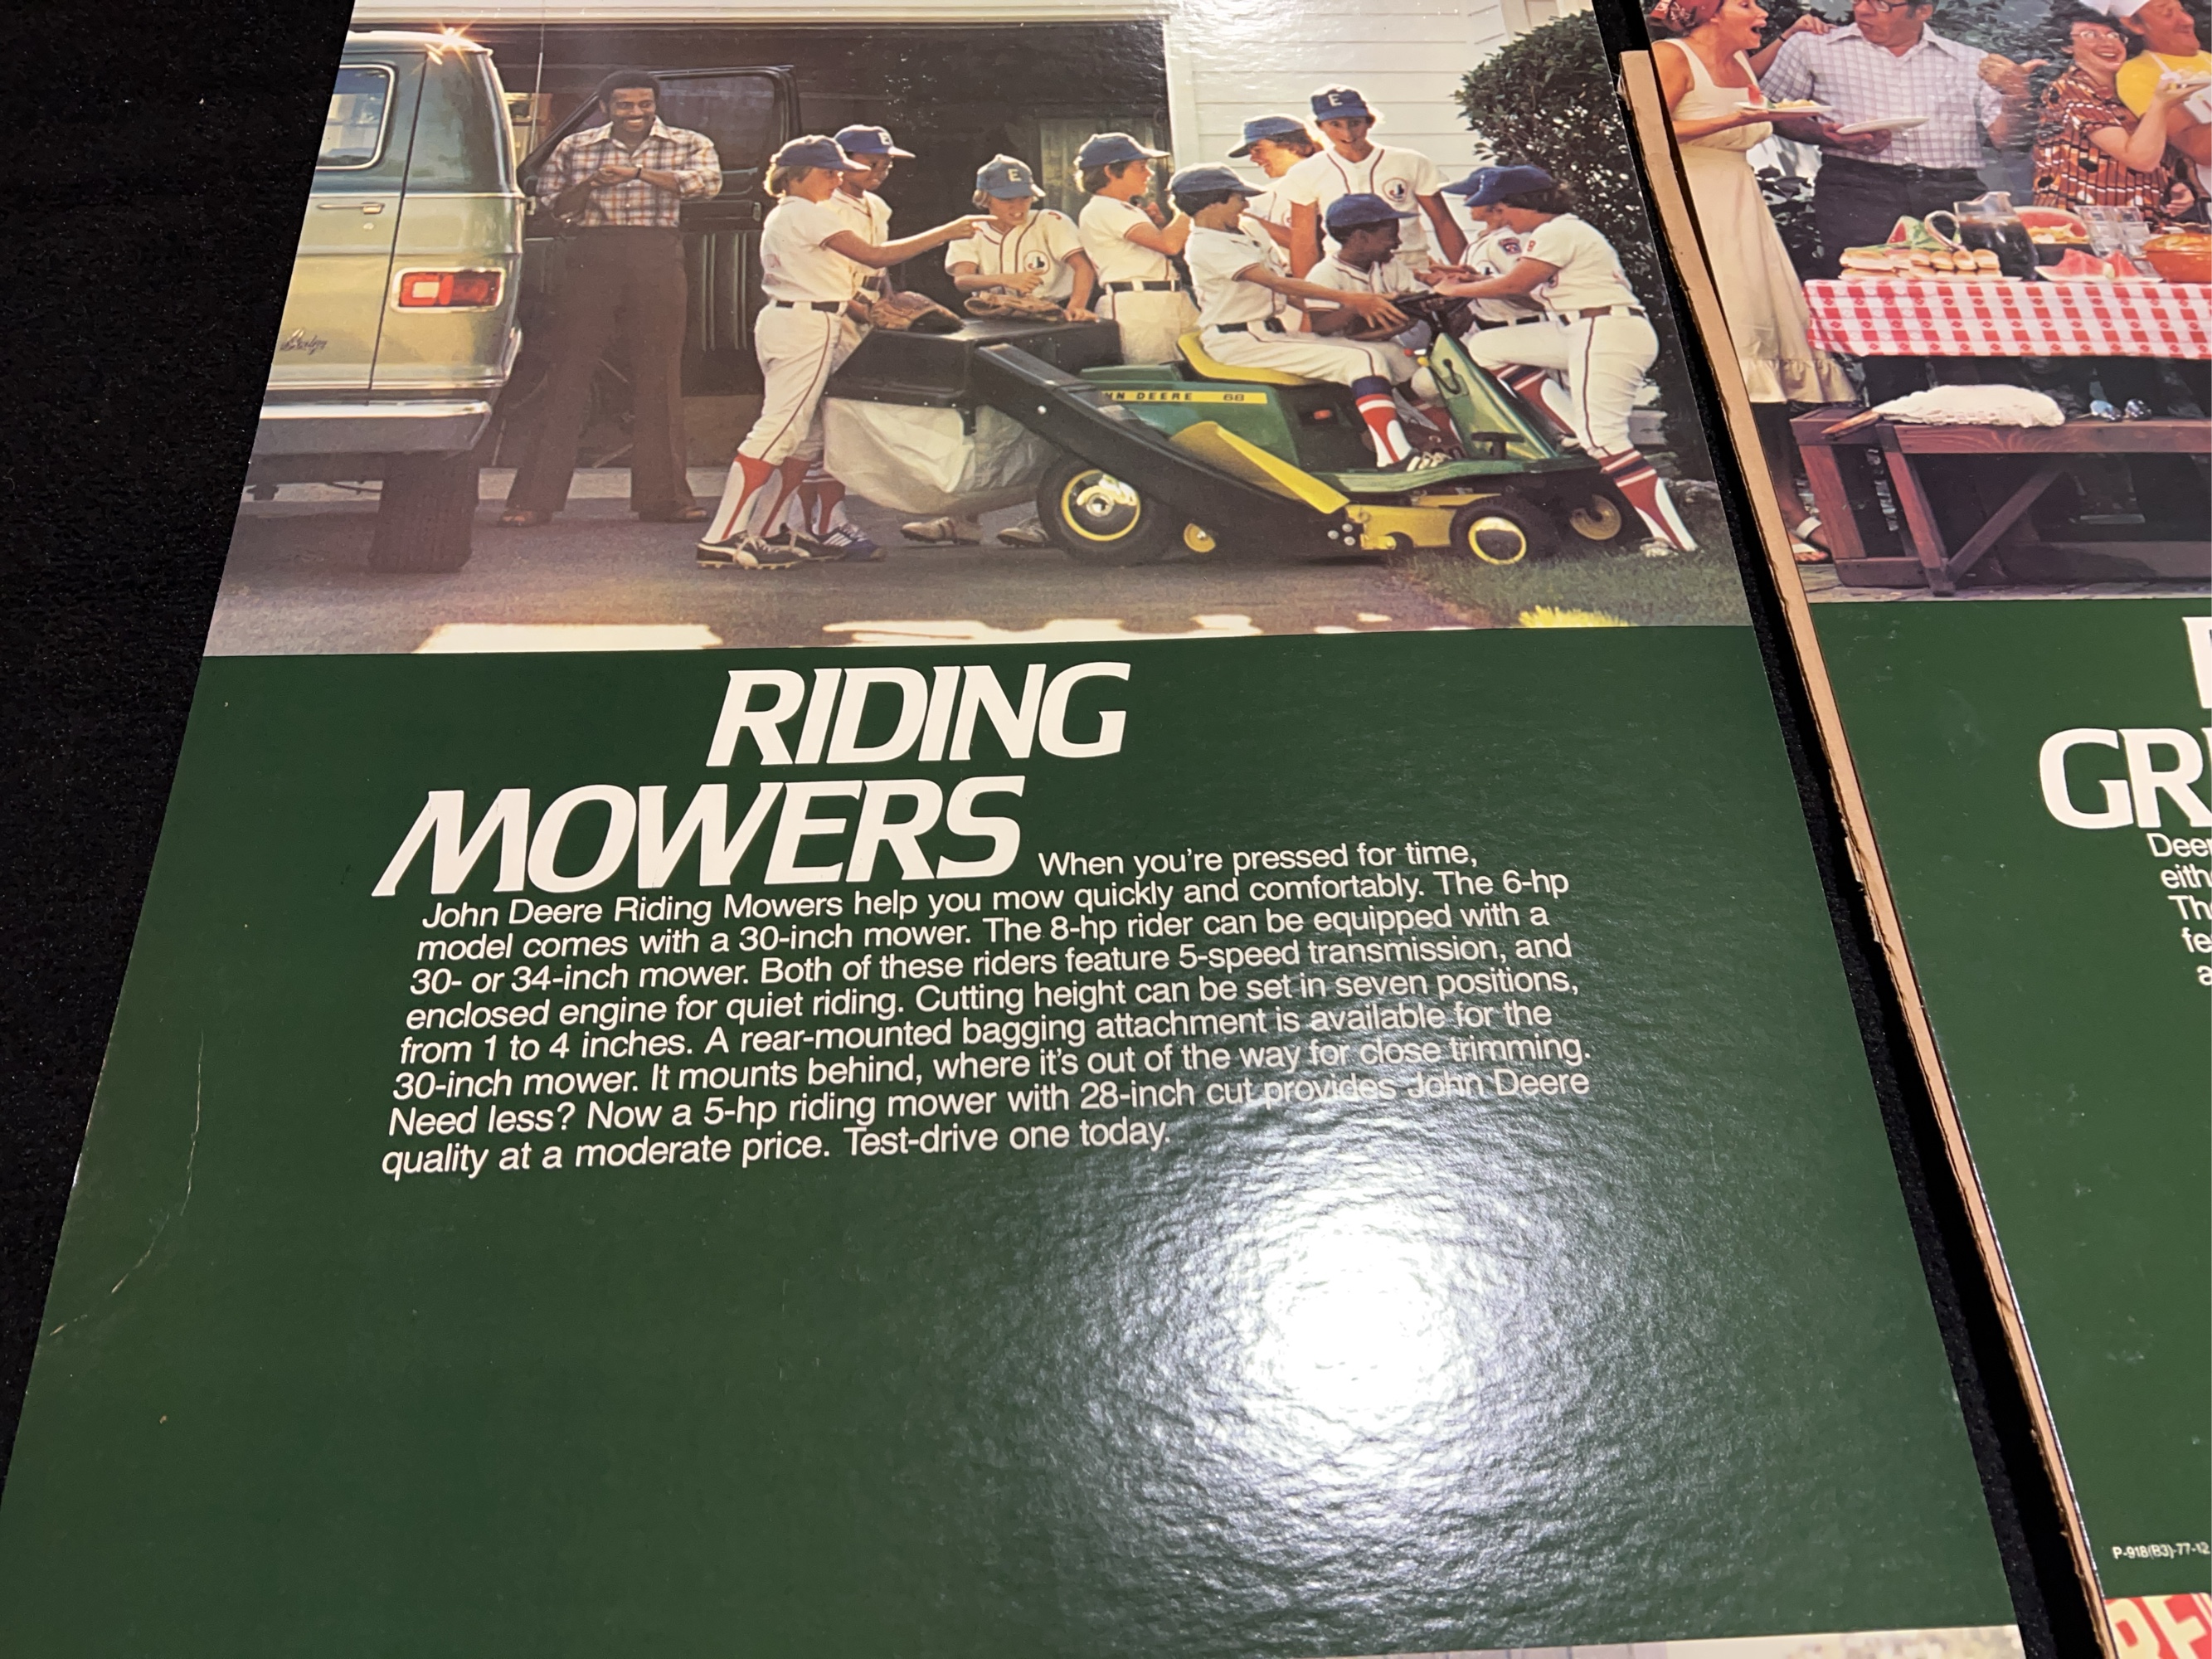 E
E
E
JOHN DEERE 68
RIDING
MOWERS When you're pressed for time,
John Deere Riding Mowers help you mow quickly and comfortably. The 6-hp
model comes with a 30-inch mower. The 8-hp rider can be equipped with a
30- or 34-inch mower. Both of these riders feature 5-speed transmission, and
enclosed engine for quiet riding. Cutting height can be set in seven positions,
from 1 to 4 inches. A rear-mounted bagging attachment is available for the
30-inch mower. It mounts behind, where it's out of the way for close trimming.
Need less? Now a 5-hp riding mower with 28-inch cut provides John Deere
quality at a moderate price. Test-drive one today.
GR
Deer
eith
Th
fe
a
P-918(B3)-77-12